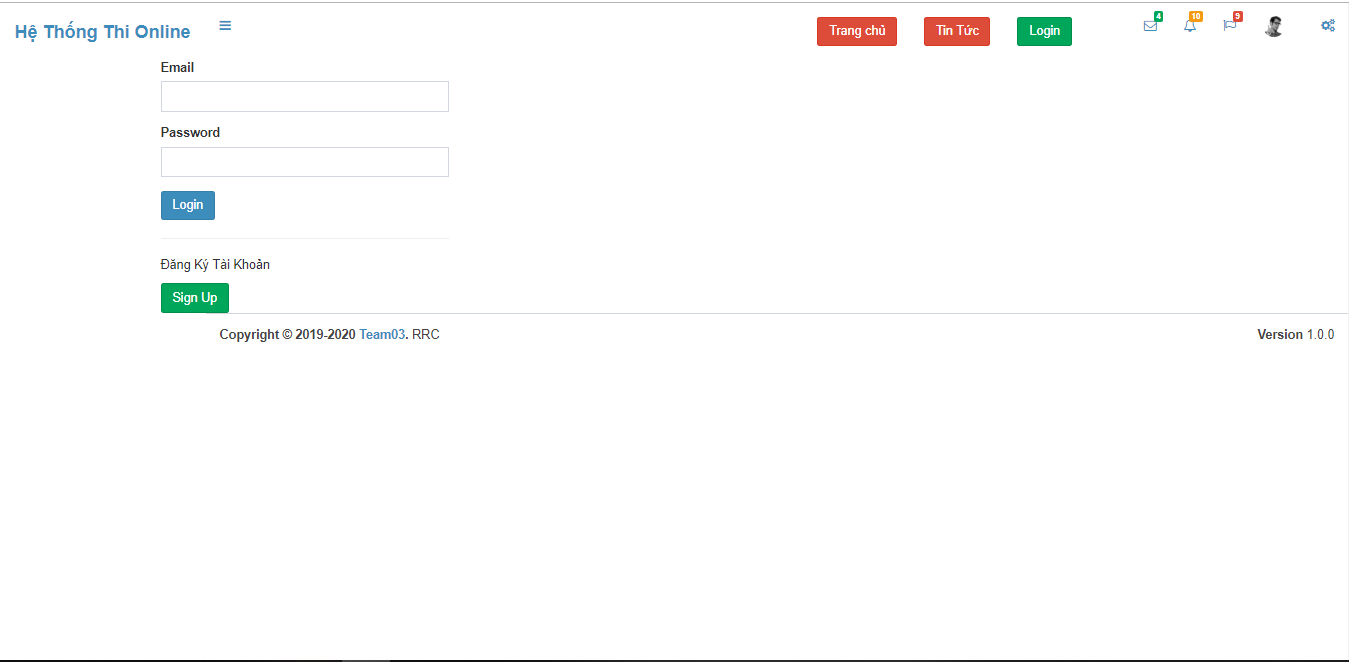 Hệ Thống Thi Online
Trang chủ
Tin Tức
Login
4
10
9
Email
Password
Login
Đăng Ký Tài Khoản
Sign Up
Copyright © 2019-2020 Team03. RRC
Version 1.0.0